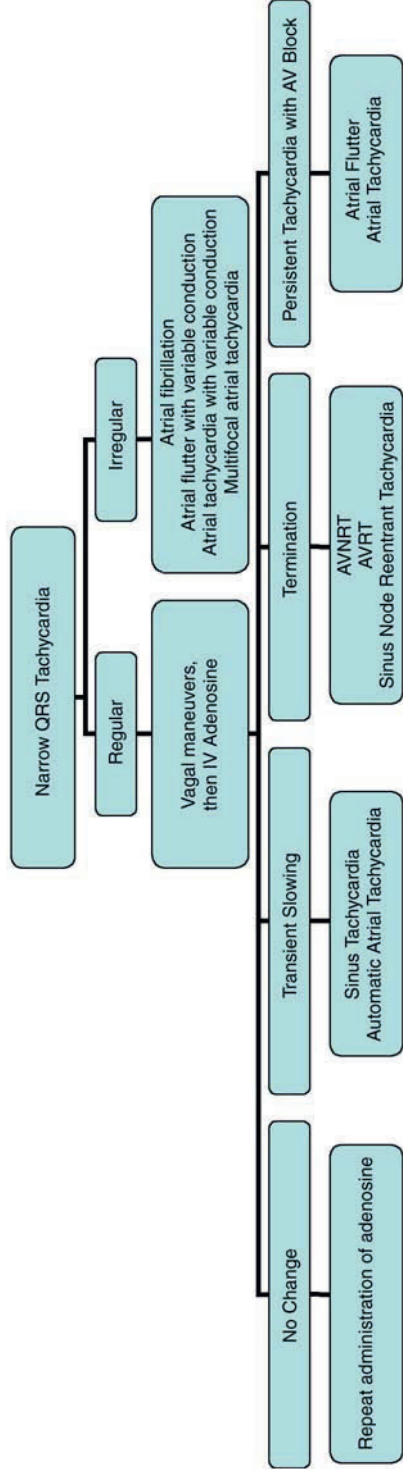 Narrow QRS Tachycardia
Regular
Irregular
Vagal maneuvers,
then IV Adenosine
Atrial fibrillation
Atrial flutter with variable conduction
Atrial tachycardia with variable conduction
Multifocal atrial tachycardia
No Change
Transient Slowing
Termination
Persistent Tachycardia with AV Block
Repeat administration of adenosine
Sinus Tachycardia
Automatic Atrial Tachycardia
AVNRT
AVRT
Sinus Node Reentrant Tachycardia
Atrial Flutter
Atrial Tachycardia